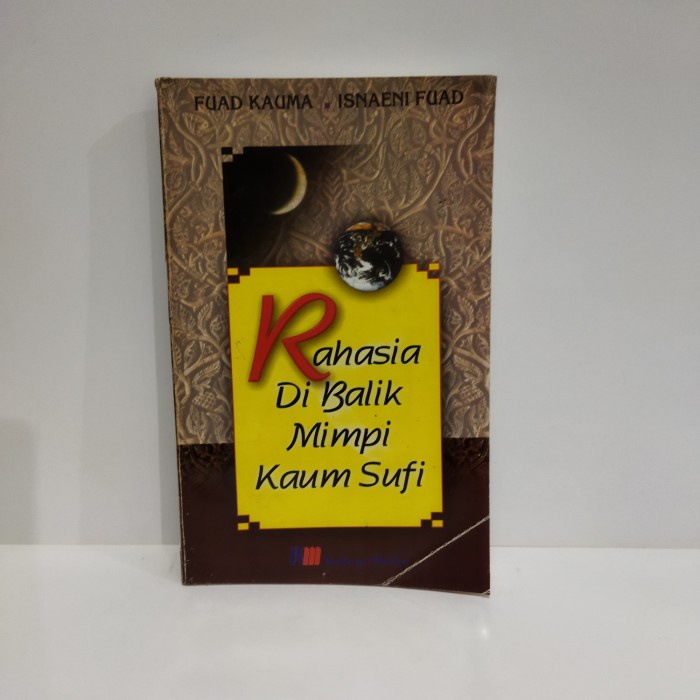 FUAD KAUMA . ISNAENI FUAD
Rahasia
Di Balik
Mimpi
Kaum Sufi